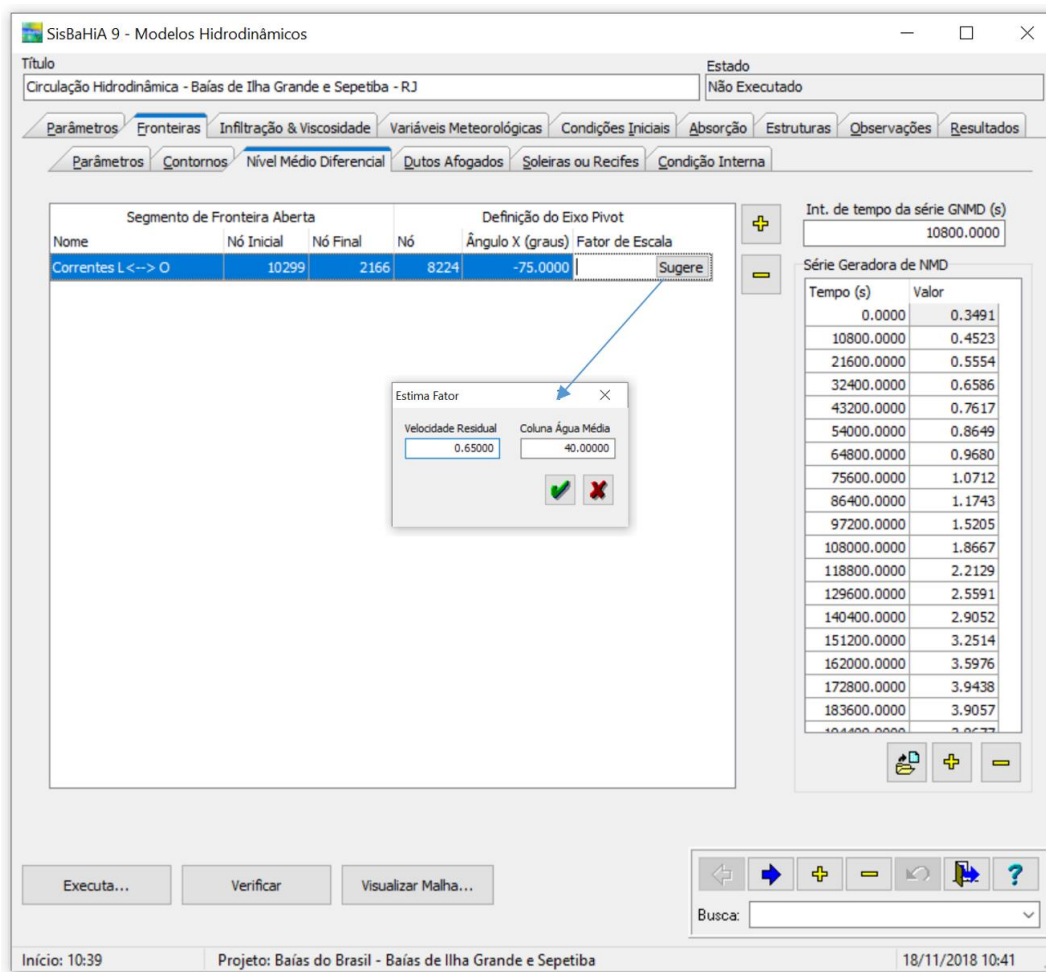 SisBaHiA 9 - Modelos Hidrodinâmicos
Título
Estado
Circulação Hidrodinâmica - Baías de Ilha Grande e Sepetiba - RJ
Não Executado
Parâmetros Fronteiras Infiltração & Viscosidade Variáveis Meteorológicas Condições Iniciais Absorção Estruturas Observações Resultados
Parâmetros Contornos Nível Médio Diferencial Dutos Afogados Soleiras ou Recifes Condição Interna
Segmento de Fronteira Aberta Definição do Eixo Pivot
Nome Nó Inicial Nó Final Nó Ângulo X (graus) Fator de Escala
Correntes L<--> O 10299 2166 8224 -75.0000 Sugere
Int. de tempo da série GNMD (s)
10800.0000
Série Geradora de NMD
Tempo (s) Valor
0.0000 0.3491
10800.0000 0.4523
21600.0000 0.5554
32400.0000 0.6586
43200.0000 0.7617
54000.0000 0.8649
64800.0000 0.9680
75600.0000 1.0712
86400.0000 1.1743
97200.0000 1.5205
108000.0000 1.8667
118800.0000 2.2129
129600.0000 2.5591
140400.0000 2.9052
151200.0000 3.2514
162000.0000 3.5976
172800.0000 3.9438
183600.0000 3.9057
Estima Fator
Velocidade Residual Coluna Água Média
0.65000 40.00000
Executa... Verificar Visualizar Malha...
Busca:
Início: 10:39 Projeto: Baías do Brasil - Baías de Ilha Grande e Sepetiba 18/11/2018 10:41